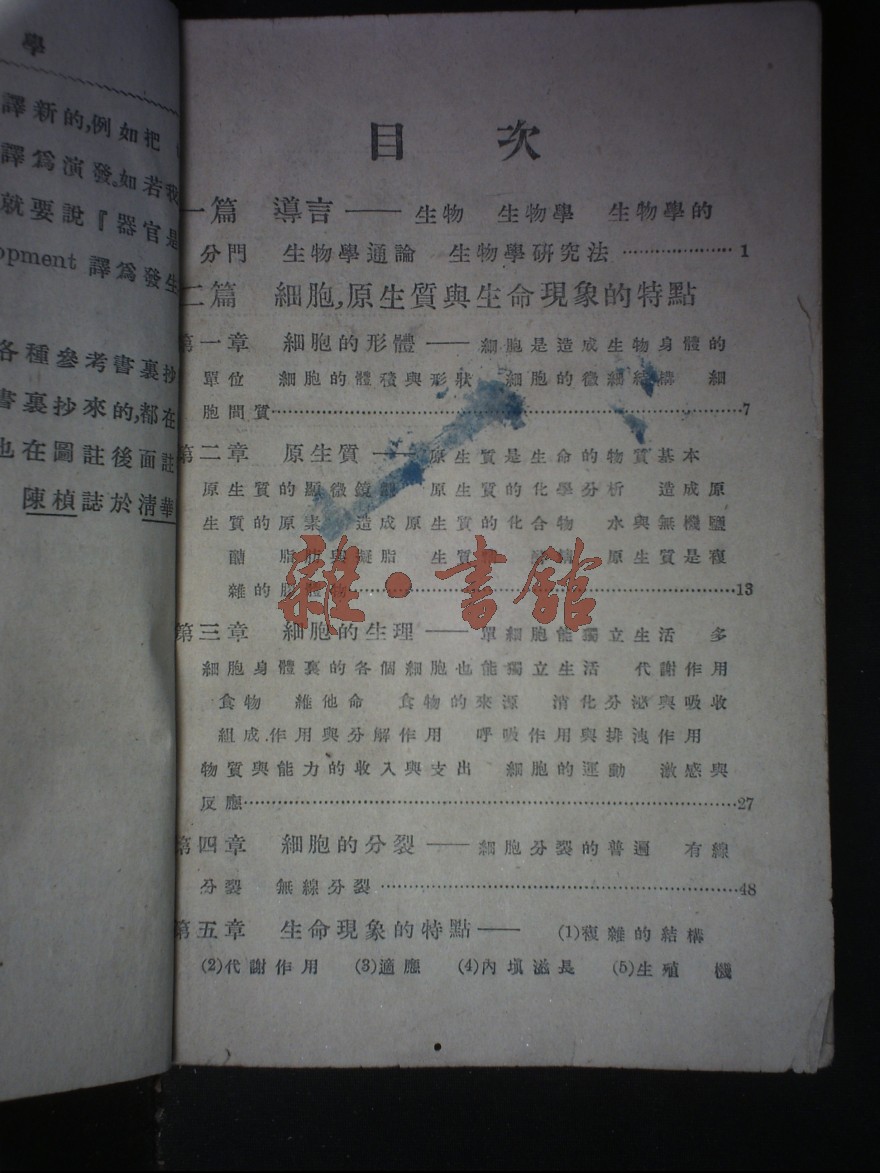 學
譯新的,例如把
譯爲演發。如若我
就要說『器官是
opment 譯爲發生
各種參考書裏抄
書裏抄來的,都在
也在圖註後面註
陳楨誌於清華
目次
一篇 導言—— 生物 生物學 生物學的
分門 生物學通論 生物學研究法 ……………… 1
二篇 細胞,原生質與生命現象的特點
第一章 細胞的形體—— 細胞是造成生物身體的
單位 細胞的體積與形狀 細胞的微細結構 細
胞間質……………………………………………………7
第二章 原生質——原生質是生命的物質基本
原生質的顯微鏡 原生質的化學分析 造成原
生質的原素 造成原生質的化合物 水與無機鹽
醣 脂肪與凝脂 生質 原生質是複
雜的膠體物……………………………………………13
第三章 細胞的生理——單細胞能獨立生活 多
細胞身體裏的各個細胞也能獨立生活 代謝作用
食物 維他命 食物的來源 消化分泌與吸收
組成作用與分解作用 呼吸作用與排洩作用
物質與能力的收入與支出 細胞的運動 激感與
反應……………………………………………………27
第四章 細胞的分裂——細胞分裂的普遍 有線
分裂 無線分裂……………………………………48
第五章 生命現象的特點—— (1)複雜的結構
(2)代謝作用 (3)適應 (4)內塡滋長 (5)生殖 機
雜·書館